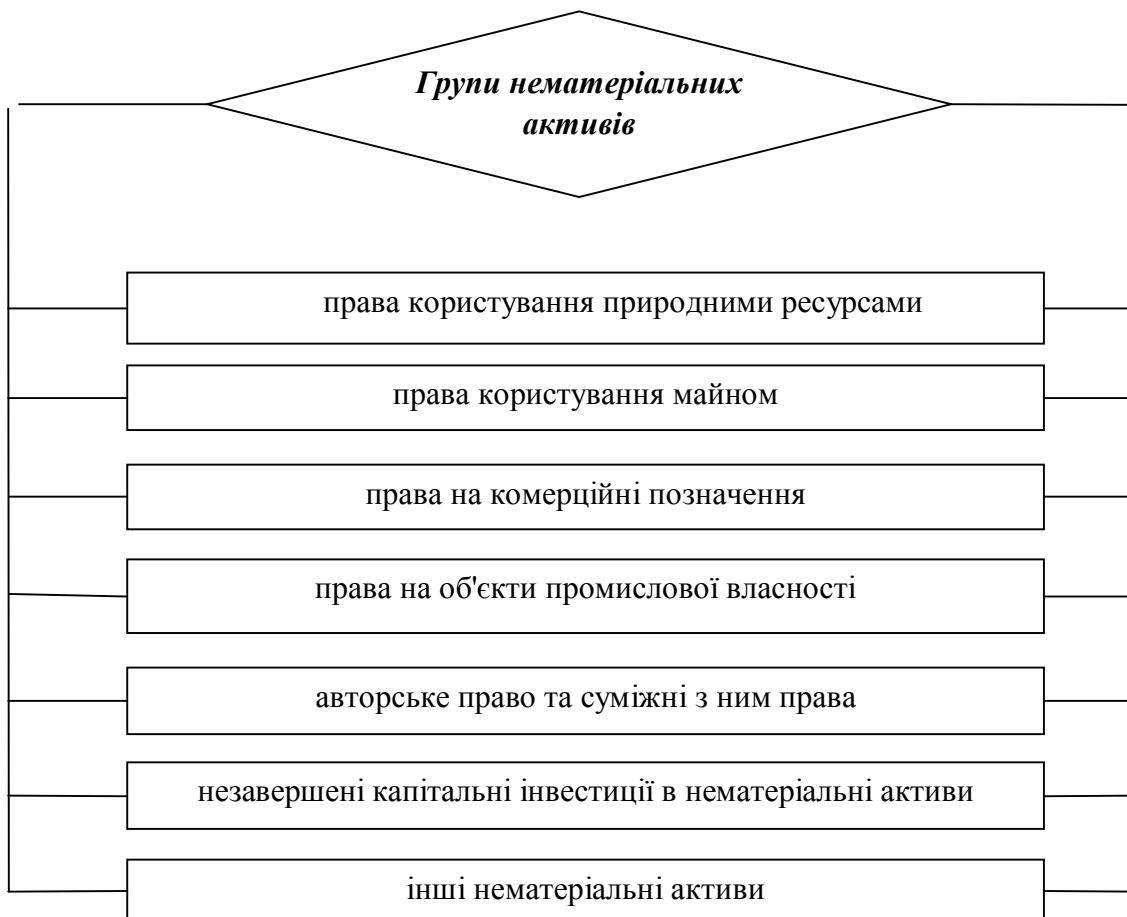 Групи нематеріальних
активів
права користування природними ресурсами
права користування майном
права на комерційні позначення
права на об'єкти промислової власності
авторське право та суміжні з ним права
незавершені капітальні інвестиції в нематеріальні активи
інші нематеріальні активи